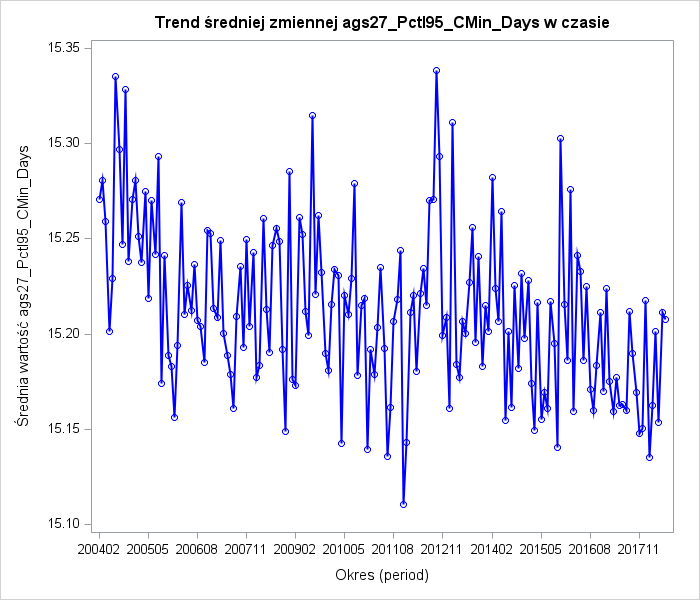 Trend średniej zmiennej ags27_Pctl95_CMin_Days w czasie
Średnia wartość ags27_Pctl95_CMin_Days
15.35
15.30
15.25
15.20
15.15
15.10
200402 200505 200608 200711 200902 201005 201108 201211 201402 201505 201608 201711
Okres (period)